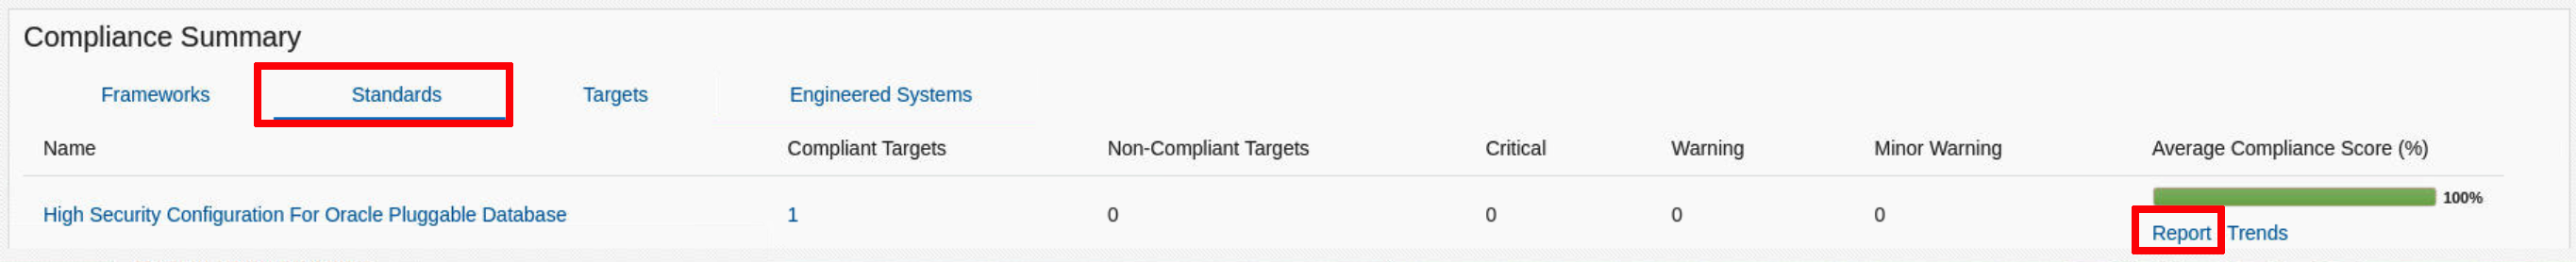 Compliance Summary
Frameworks Standards Targets Engineered Systems
Name Compliant Targets Non-Compliant Targets Critical Warning Minor Warning Average Compliance Score (%)
High Security Configuration For Oracle Pluggable Database 1 0 0 0 0 100%
Report Trends